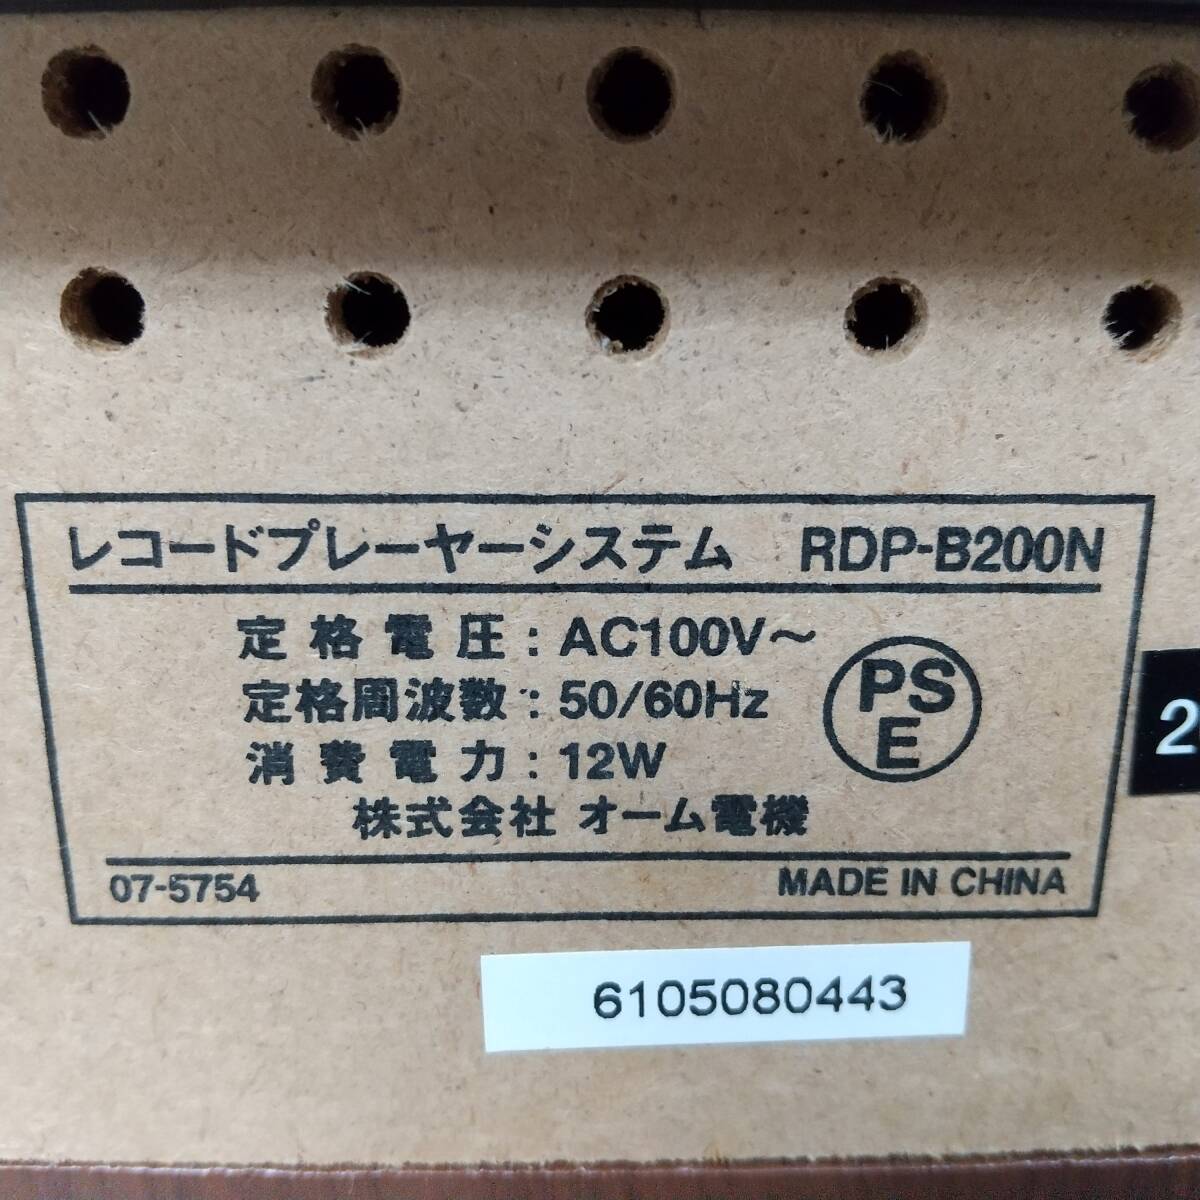 レコードプレーヤーシステム RDP-B200N
定格電圧：AC100V～
定格周波数：50/60Hz
消費電力：12W
PSE
株式会社 オーム電機
07-5754 MADE IN CHINA
2
6105080443